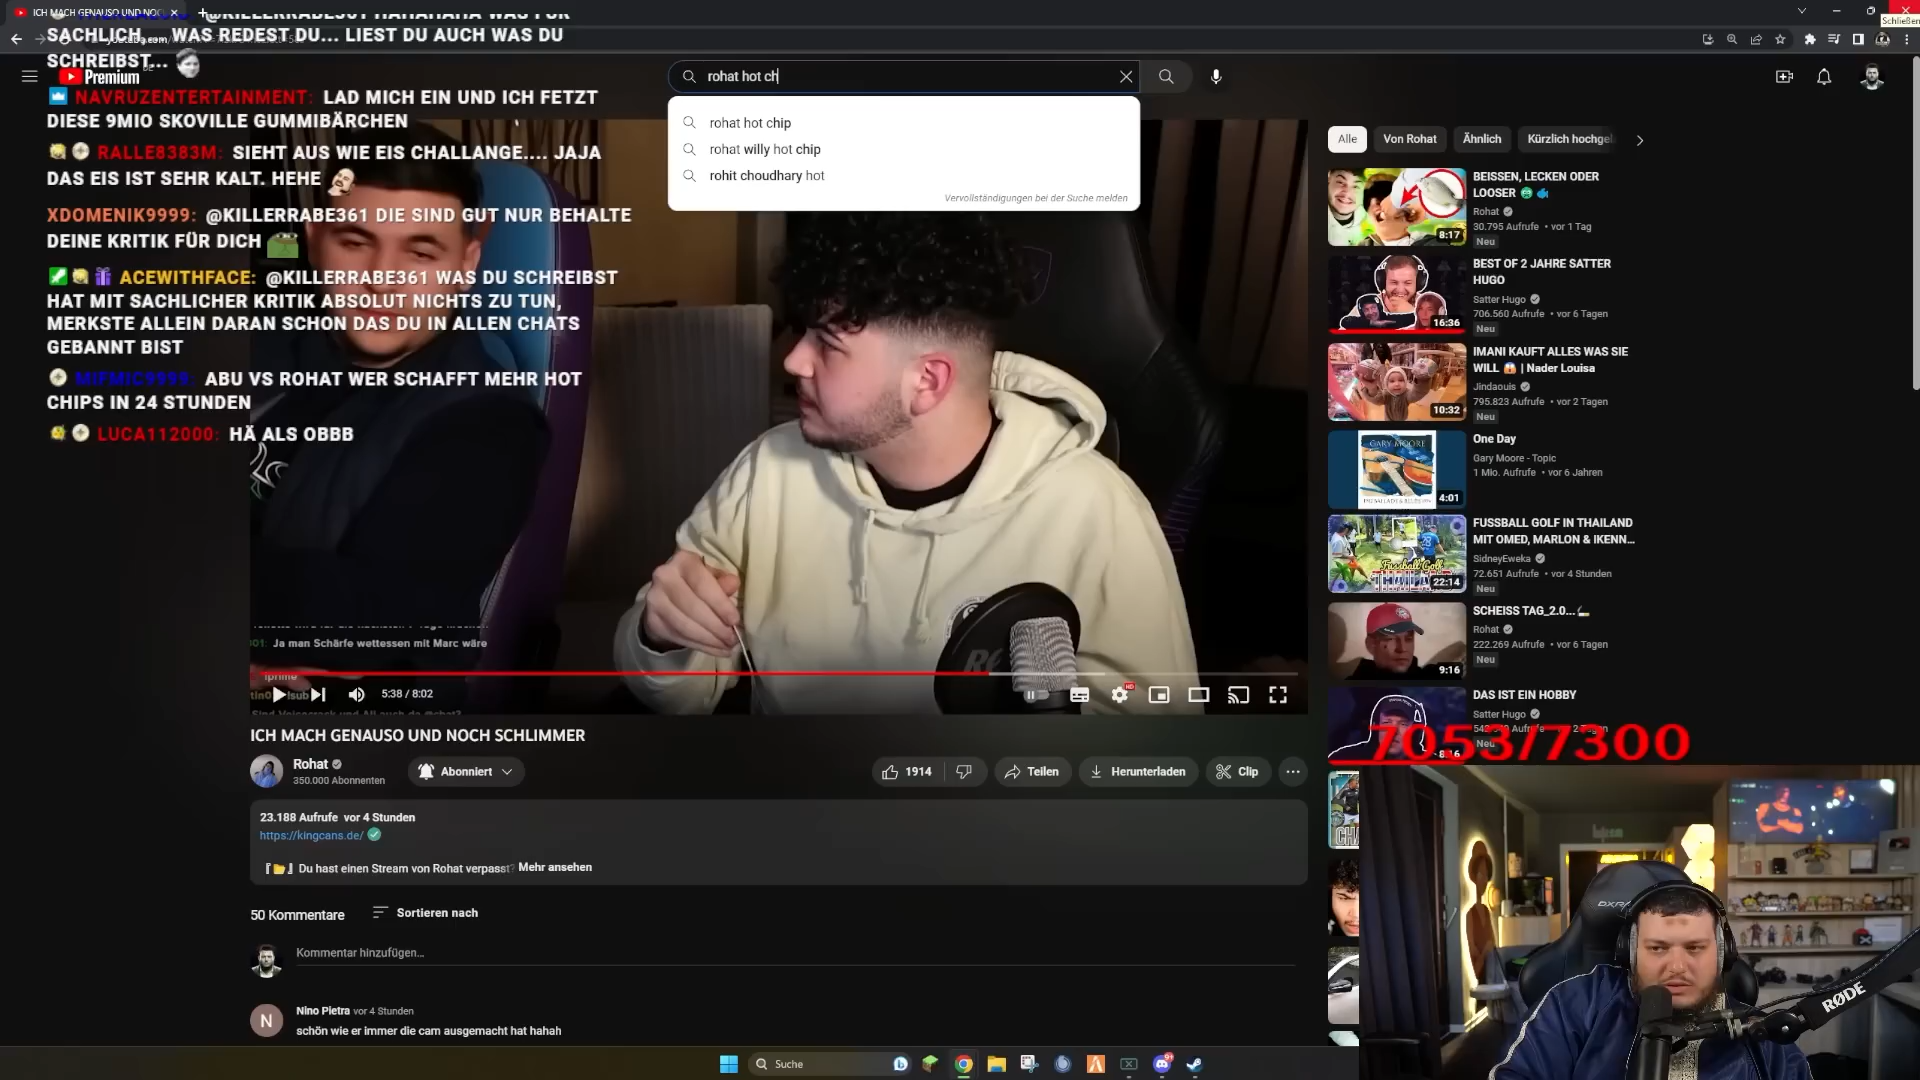 ICH MACH GENAUSO UND NOC
Schließen
SACHLICH... WAS REDEST DU... LIEST DU AUCH WAS DU
SCHREIBST...
NAVRUZENTERTAINMENT: LAD MICH EIN UND ICH FETZT
DIESE 9MIO SKOVILLE GUMMIBÄRCHEN
RALLE8383M: SIEHT AUS WIE EIS CHALLANGE.... JAJA
DAS EIS IST SEHR KALT. HEHE
XDOMENIK9999: @KILLERRABE361 DIE SIND GUT NUR BEHALTE
DEINE KRITIK FÜR DICH
ACEWITHFACE: @KILLERRABE361 WAS DU SCHREIBST
HAT MIT SACHLICHER KRITIK ABSOLUT NICHTS ZU TUN,
MERKSTE ALLEIN DARAN SCHON DAS DU IN ALLEN CHATS
GEBANNT BIST
MIFMIC9998: ABU VS ROHAT WER SCHAFFT MEHR HOT
CHIPS IN 24 STUNDEN
LUCA112000: HÄ ALS OBBB
Premium
rohat hot ch
rohat hot chip
rohat willy hot chip
rohit choudhary hot
Vervollständigungen bei der Suche melden
Ja man Schärfe wettessen mit Marc wäre
5:38 / 8:02
ICH MACH GENAUSO UND NOCH SCHLIMMER
Rohat
350.000 Abonnenten
Abonniert
1914
Teilen
Herunterladen
Clip
23.188 Aufrufe vor 4 Stunden
https://kingcans.de/
Du hast einen Stream von Rohat verpasst? Mehr ansehen
50 Kommentare
Sortieren nach
Kommentar hinzufügen...
N
Nino Pietra vor 4 Stunden
schön wie er immer die cam ausgemacht hat hahah
Alle
Von Rohat
Ähnlich
Kürzlich hochgel
BEISSEN, LECKEN ODER
LOOSER
Rohat
30.795 Aufrufe • vor 1 Tag
Neu
8:17
BEST OF 2 JAHRE SATTER
HUGO
Satter Hugo
706.560 Aufrufe • vor 6 Tagen
Neu
16:36
IMANI KAUFT ALLES WAS SIE
WILL | Nader Louisa
Jindaouis
795.823 Aufrufe • vor 2 Tagen
Neu
10:32
One Day
Gary Moore - Topic
1 Mio. Aufrufe • vor 6 Jahren
GARY MOORE
4:01
FUSSBALL GOLF IN THAILAND
MIT OMED, MARLON & IKENN...
SidneyEweka
72.651 Aufrufe • vor 4 Stunden
Neu
Fussball Golf
THAILAND
22:14
SCHEISS TAG_2.0...
Rohat
222.269 Aufrufe • vor 6 Tagen
Neu
9:16
DAS IST EIN HOBBY
Satter Hugo
Neu
7053/7300
RØDE
Suche